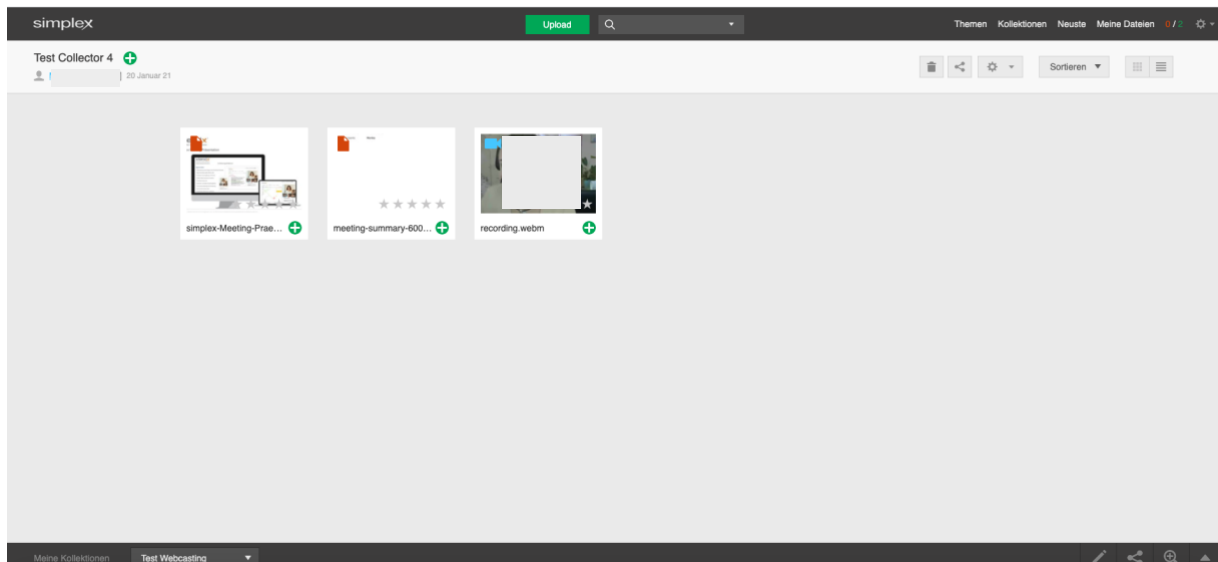 simplex
Upload
Themen Kollektionen Neuste Meine Dateien 0/2
Test Collector 4
20 Januar 21
Sortieren
simplex-Meeting-Prae...
meeting-summary-600...
recording.webm
Meine Kollektionen
Test Webcasting